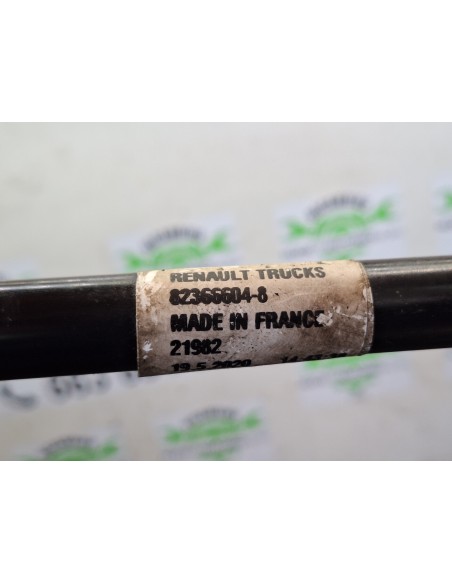 RENAULT TRUCKS
82366604-8
MADE IN FRANCE
21982
19.5.2020